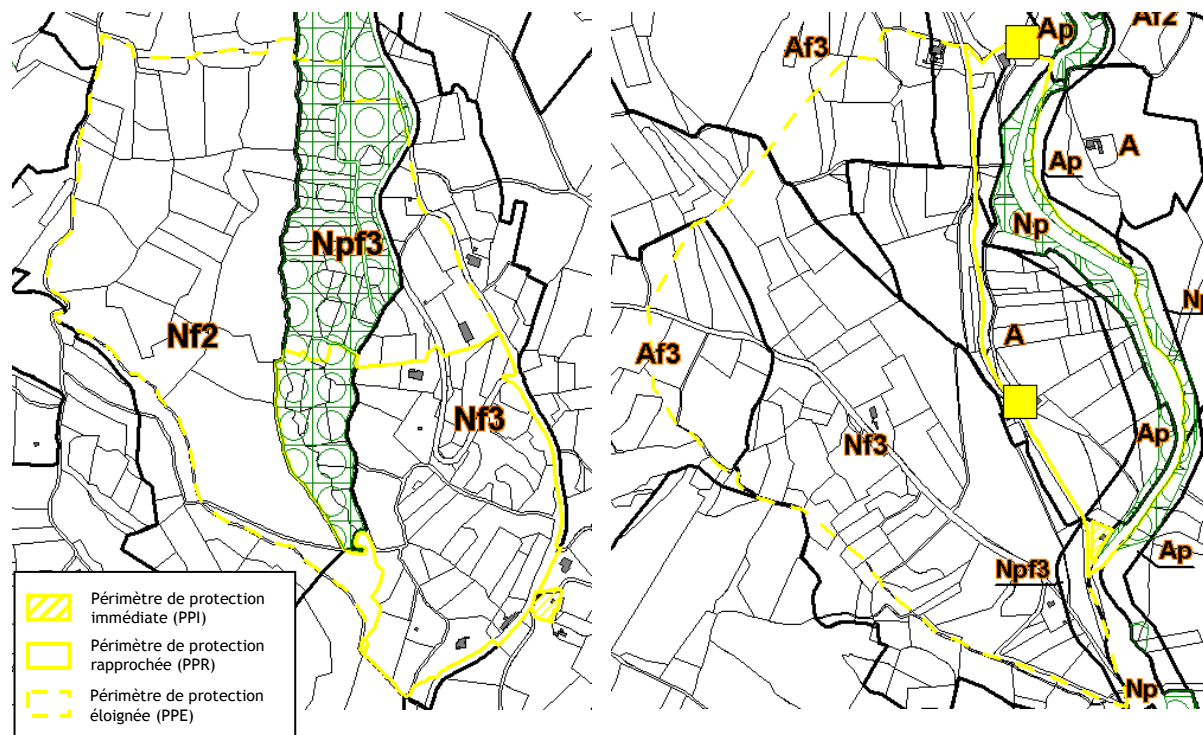 Npf3
Nf2
Nf3
Périmètre de protection
immédiate (PPI)
Périmètre de protection
rapprochée (PPR)
Périmètre de protection
éloignée (PPE)
Ap
Af2
Af3
A
Ap
Np
Np
A
Af3
Nf3
Ap
Ap
Npf3
Np